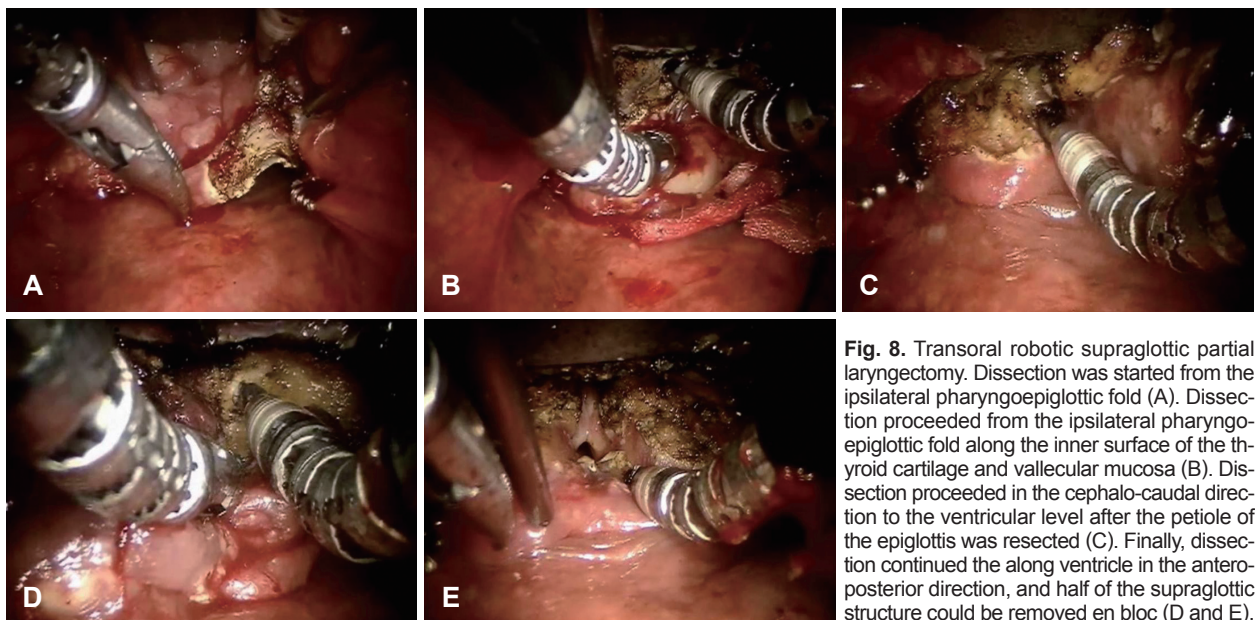 A
B
C
D
E
Fig. 8. Transoral robotic supraglottic partial
laryngectomy. Dissection was started from the
ipsilateral pharyngoepiglottic fold (A). Dissec-
tion proceeded from the ipsilateral pharyngo-
epiglottic fold along the inner surface of the th-
yroid cartilage and vallecular mucosa (B). Dis-
section proceeded in the cephalo-caudal direc-
tion to the ventricular level after the petiole of
the epiglottis was resected (C). Finally, dissec-
tion continued the along ventricle in the antero-
posterior direction, and half of the supraglottic
structure could be removed en bloc (D and E).